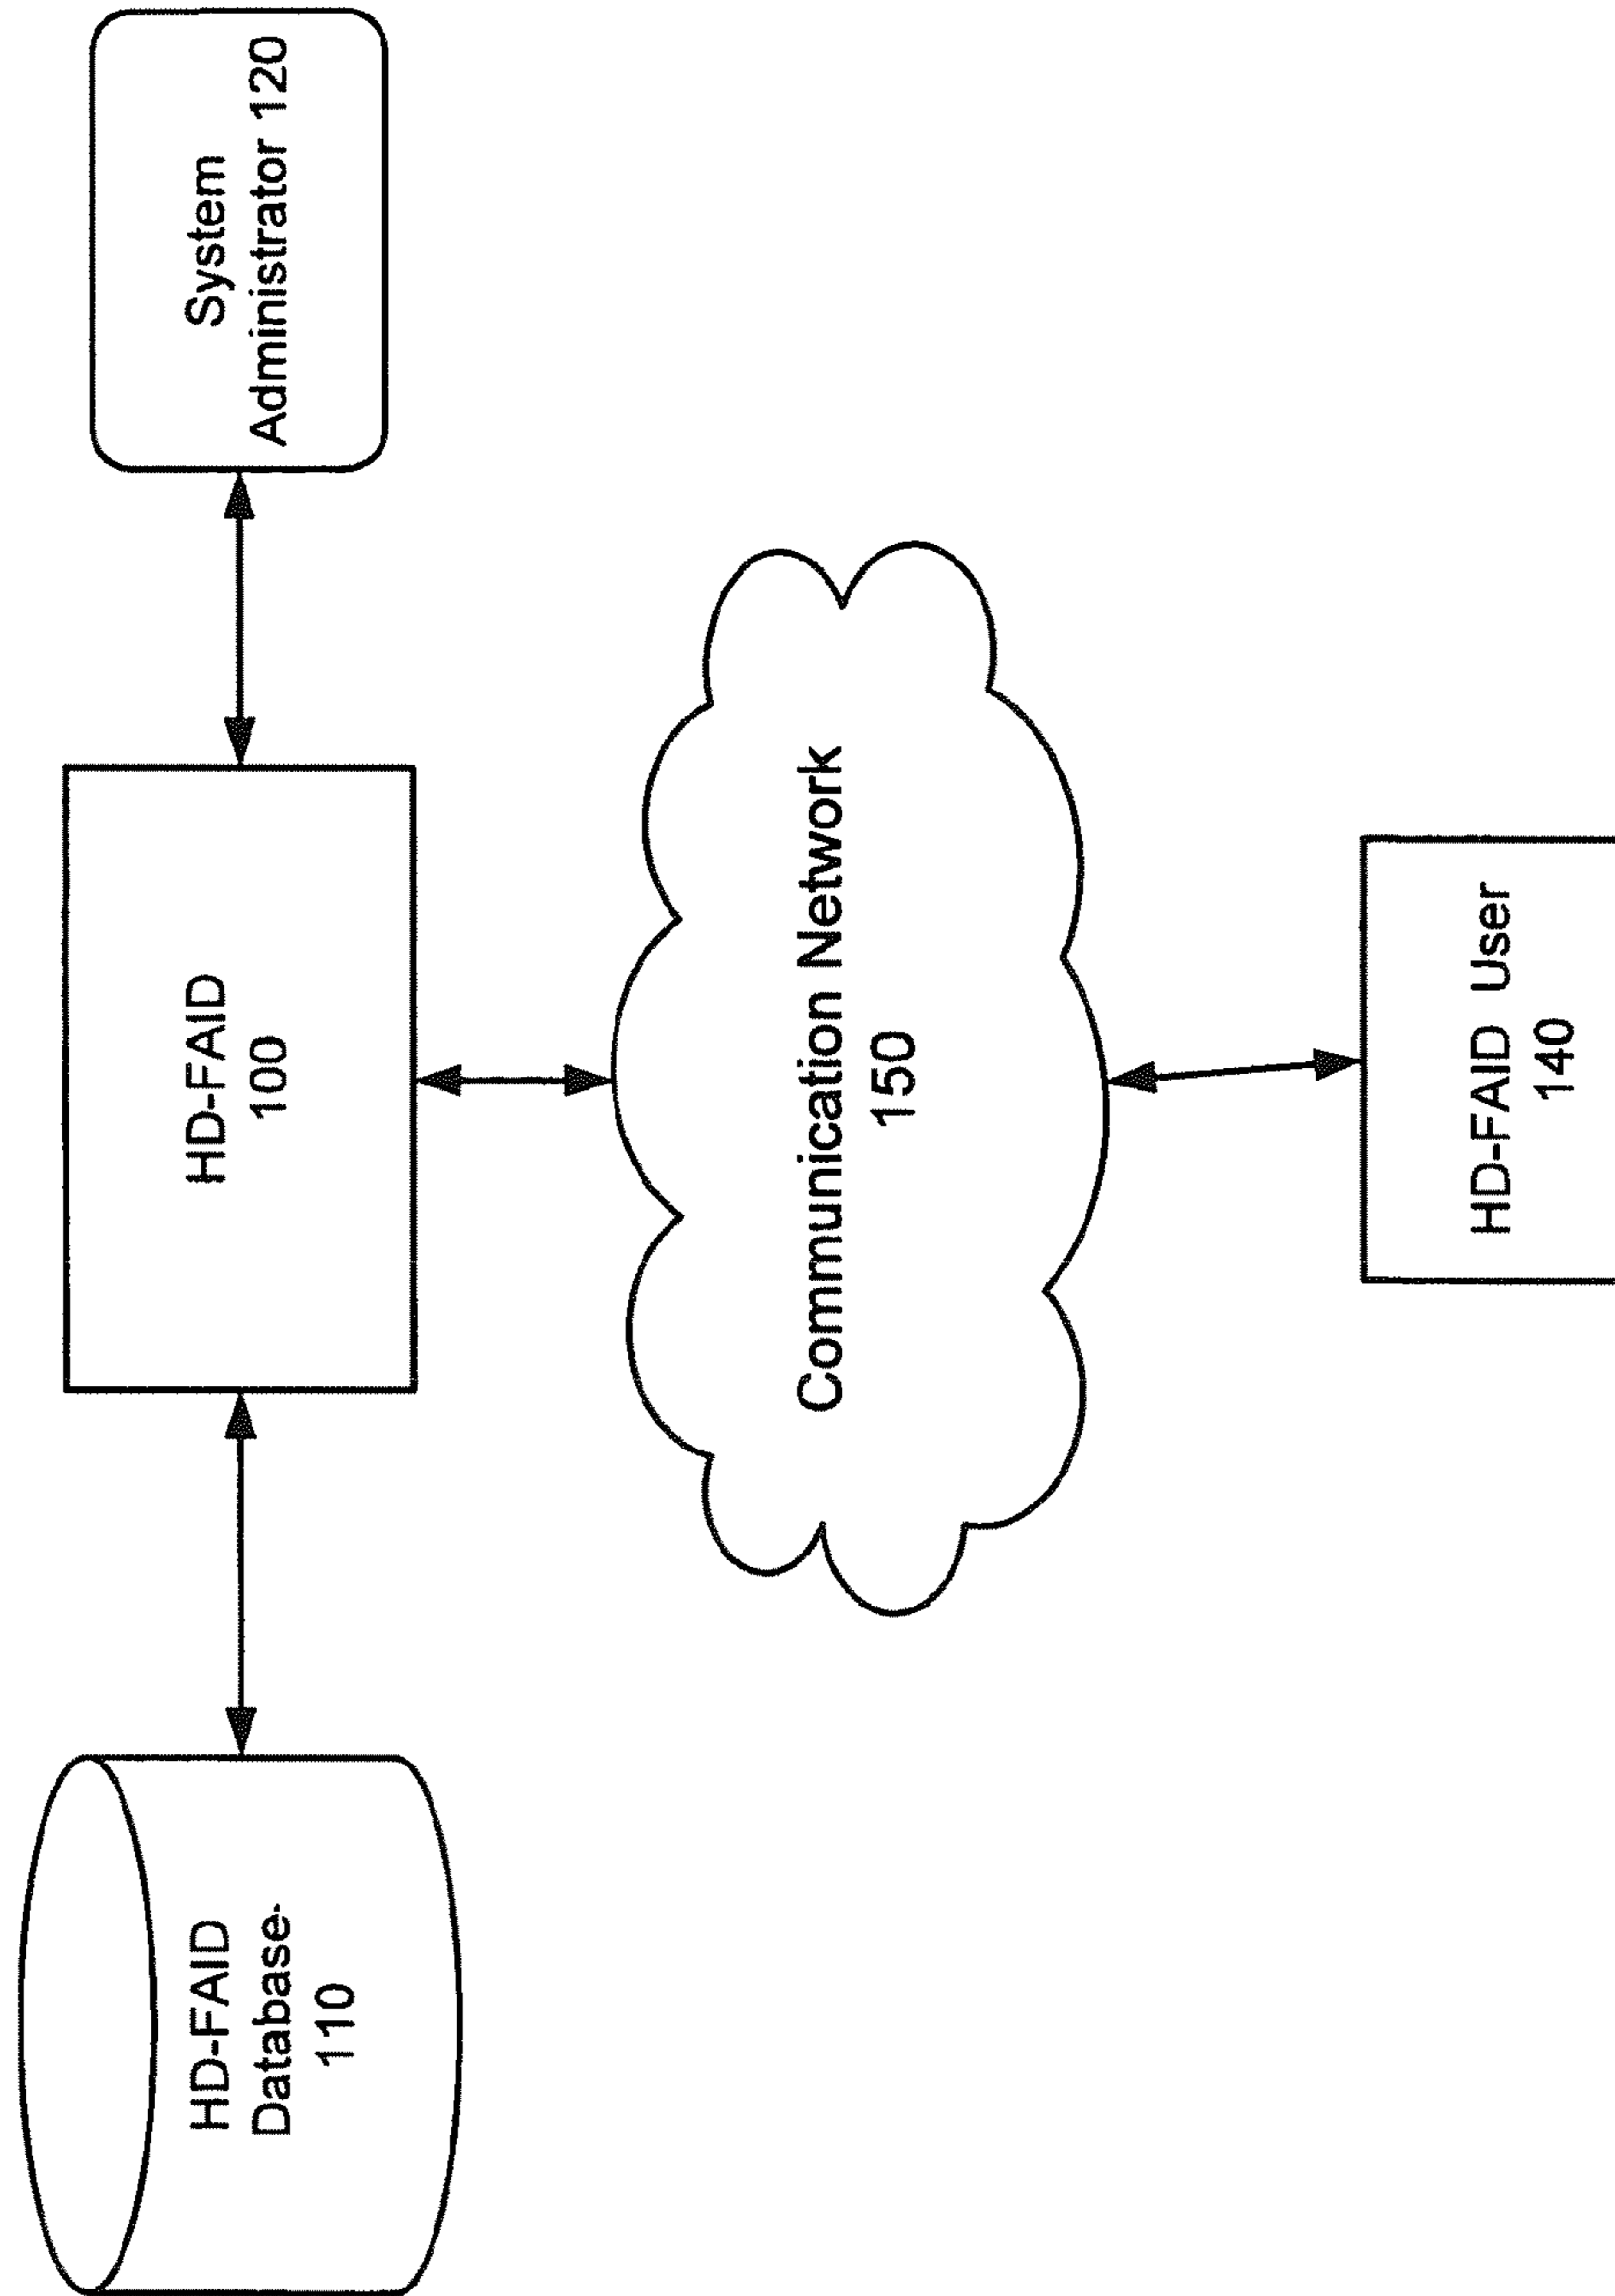 HD-FAID
Database-
110
HD-FAID
100
System
Administrator 120
Communication Network
150
HD-FAID User
140